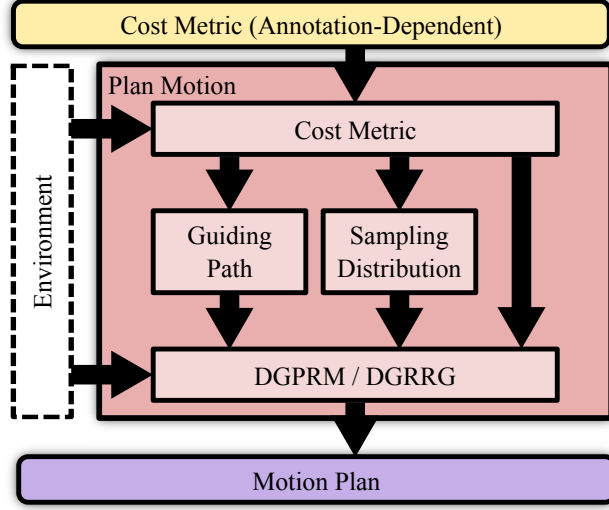 Cost Metric (Annotation-Dependent)
Plan Motion
Cost Metric
Environment
Guiding
Path
Sampling
Distribution
DGPRM / DGRRG
Motion Plan